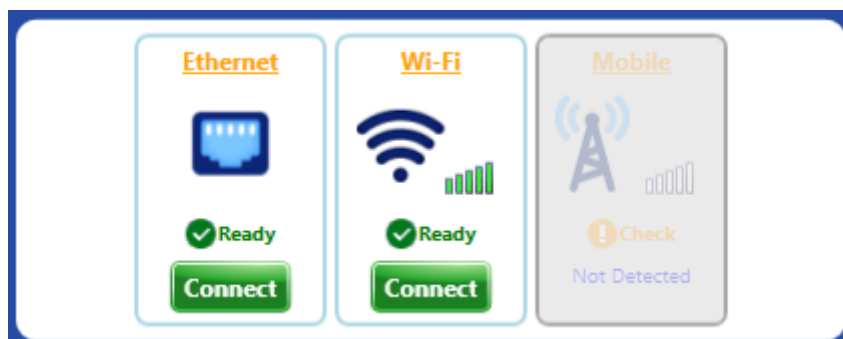 Ethernet
Ready
Connect
Wi-Fi
Ready
Connect
Mobile
Check
Not Detected